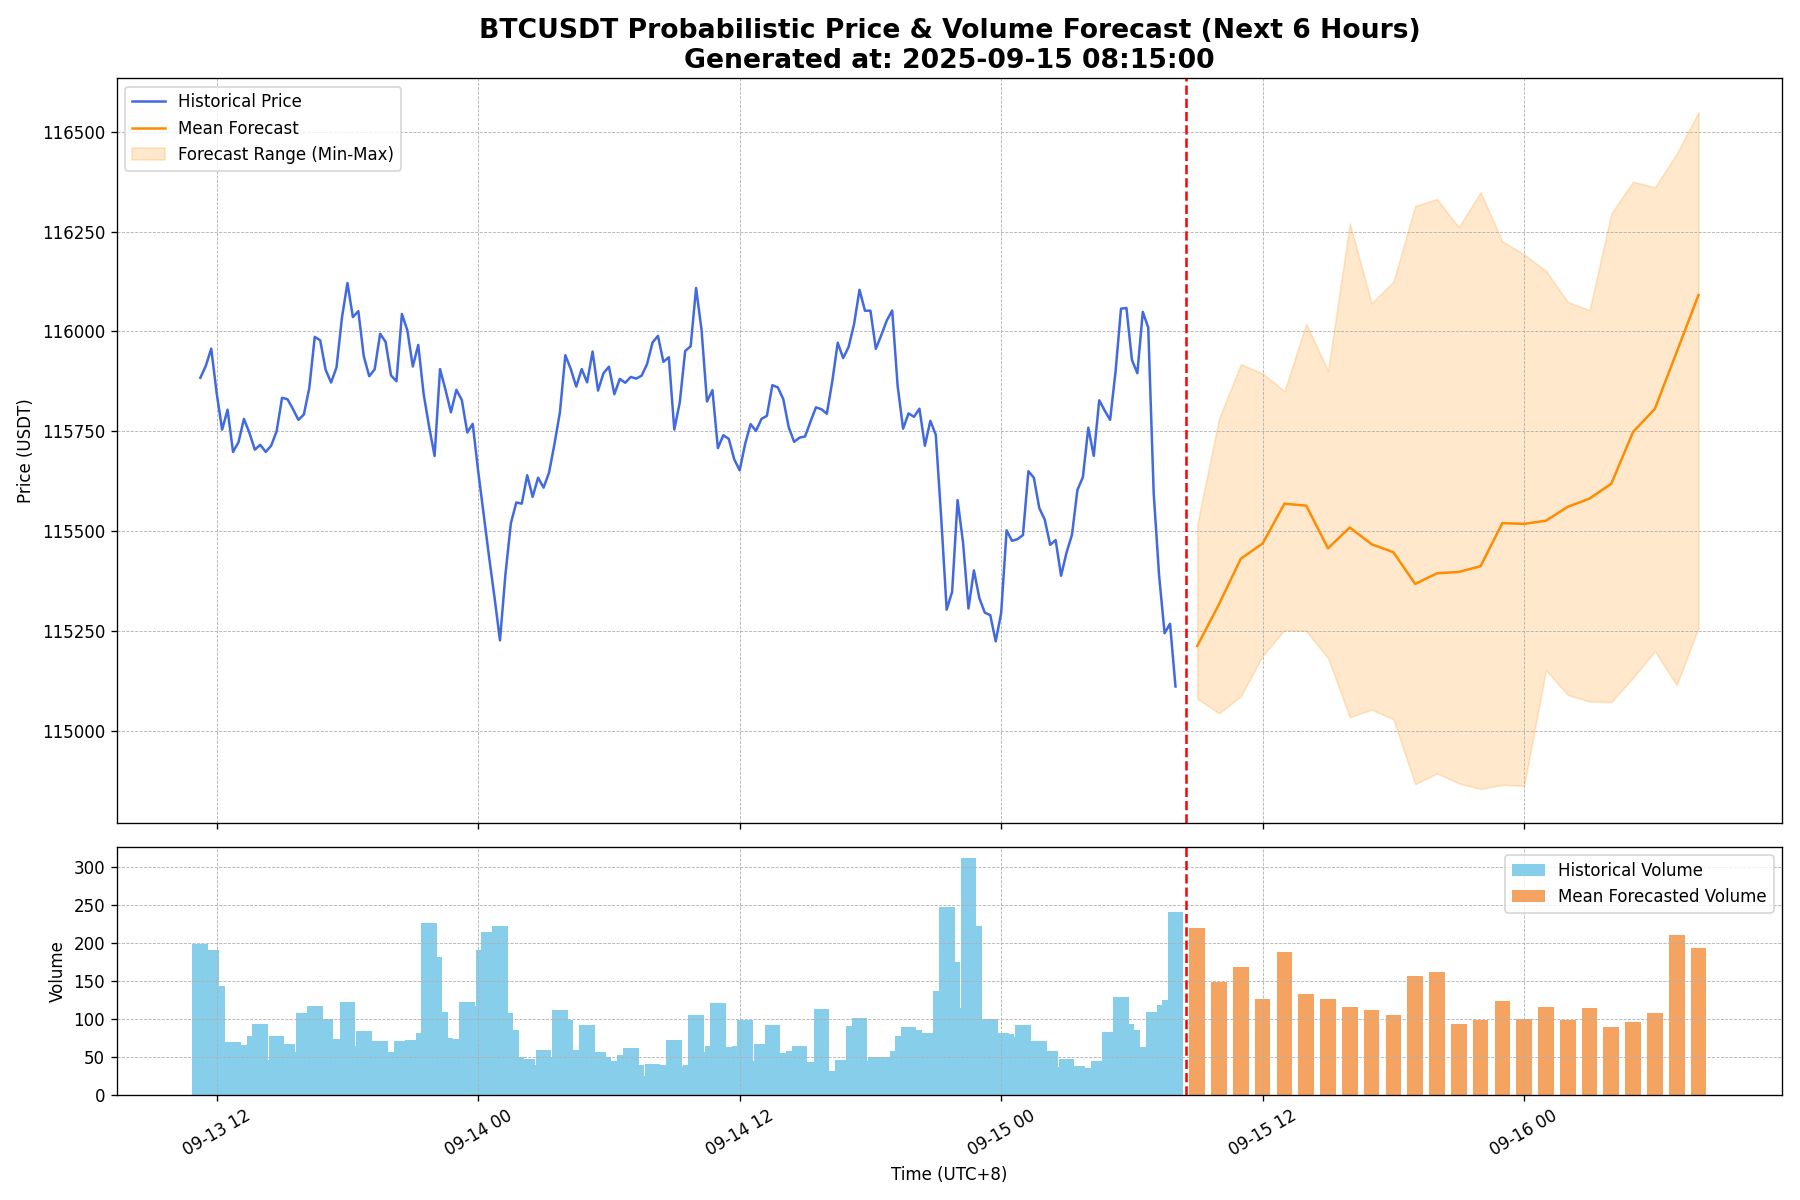 BTCUSDT Probabilistic Price & Volume Forecast (Next 6 Hours)
Generated at: 2025-09-15 08:15:00
Historical Price
Mean Forecast
Forecast Range (Min-Max)
Price (USDT)
116500
116250
116000
115750
115500
115250
115000
Historical Volume
Mean Forecasted Volume
Volume
300
250
200
150
100
50
0
09-13 12
09-14 00
09-14 12
09-15 00
09-15 12
09-16 00
Time (UTC+8)